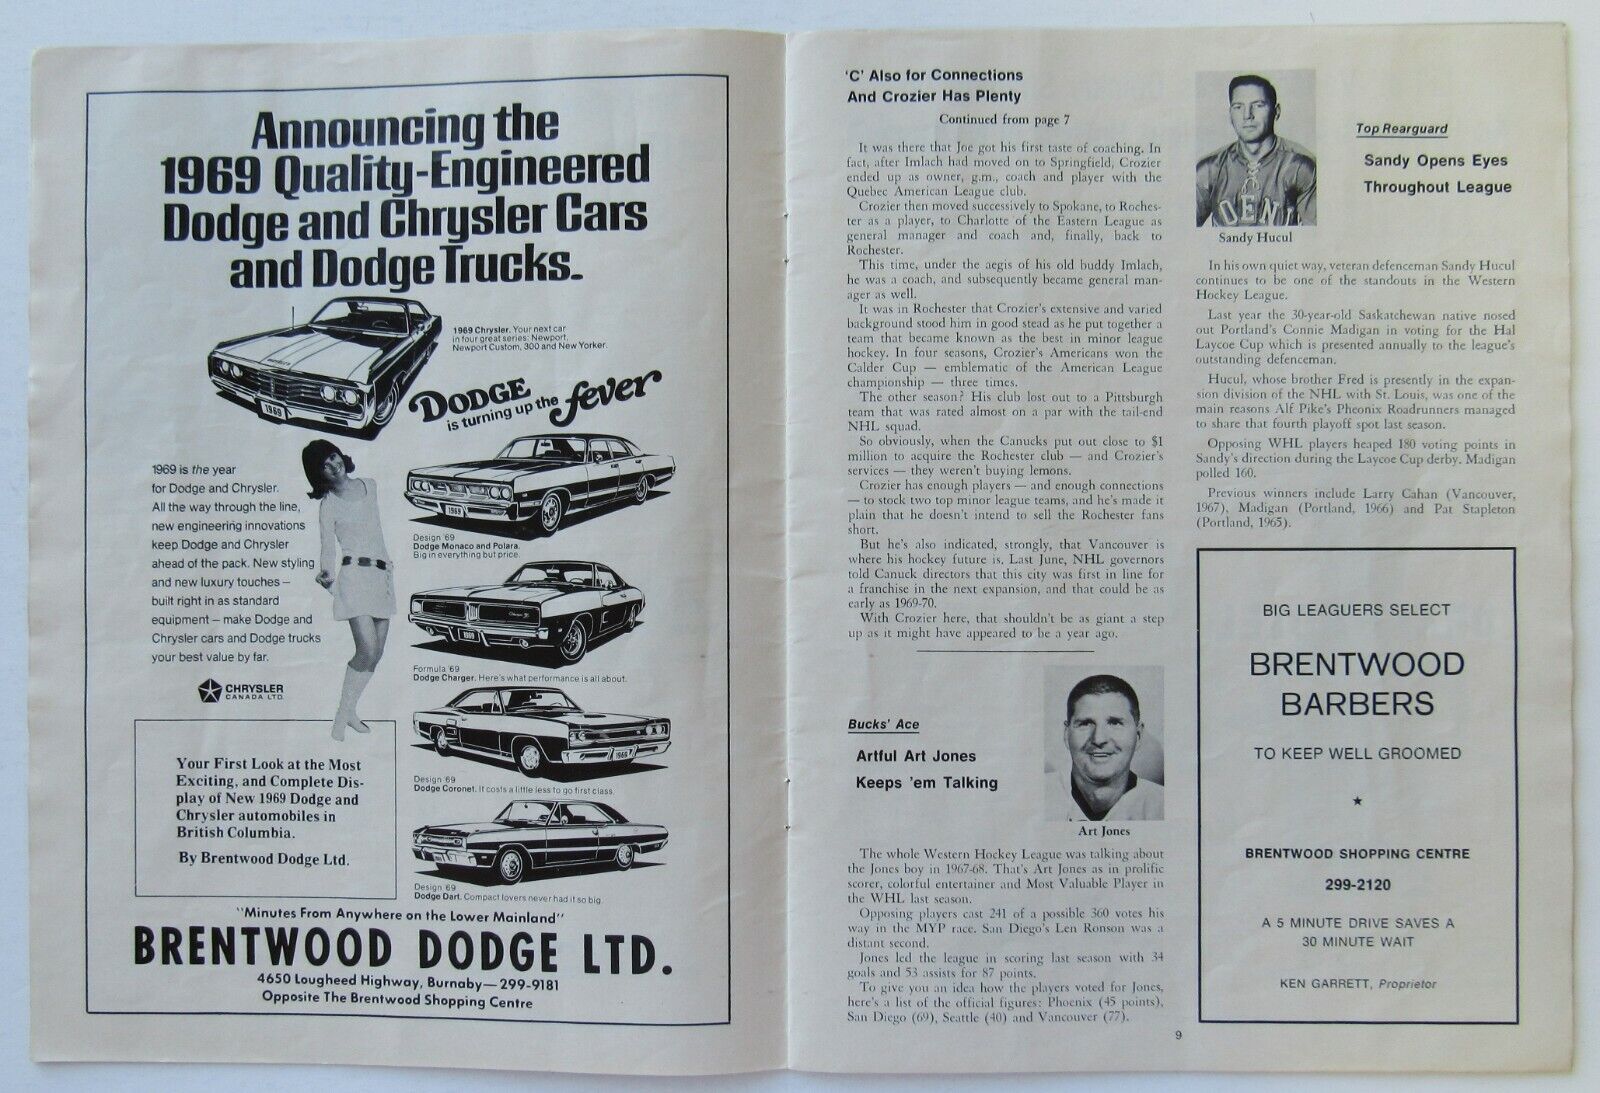 Announcing the
1969 Quality-Engineered
Dodge and Chrysler Cars
and Dodge Trucks.
1969 Chrysler. Your next car
in four great series: Newport,
Newport Custom, 300 and New Yorker.
1969
DODGE
is turning up the fever
1969 is the year
for Dodge and Chrysler.
All the way through the line,
new engineering innovations
keep Dodge and Chrysler
ahead of the pack. New styling
and new luxury touches –
built right in as standard
equipment – make Dodge and
Chrysler cars and Dodge trucks
your best value by far.
CHRYSLER
CANADA LTD.
1969
Design '69
Dodge Monaco and Polara.
Big in everything but price.
1969
Formula '69
Dodge Charger. Here's what performance is all about.
1969
Design '69
Dodge Coronet. It costs a little less to go first class.
Design '69
Dodge Dart. Compact lovers never had it so big.
Your First Look at the Most
Exciting, and Complete Dis-
play of New 1969 Dodge and
Chrysler automobiles in
British Columbia.
By Brentwood Dodge Ltd.
"Minutes From Anywhere on the Lower Mainland"
BRENTWOOD DODGE LTD.
4650 Lougheed Highway, Burnaby—299-9181
Opposite The Brentwood Shopping Centre
'C' Also for Connections
And Crozier Has Plenty
Continued from page 7
It was there that Joe got his first taste of coaching. In
fact, after Imlach had moved on to Springfield, Crozier
ended up as owner, g.m., coach and player with the
Quebec American League club.
Crozier then moved successively to Spokane, to Roches-
ter as a player, to Charlotte of the Eastern League as
general manager and coach and, finally, back to
Rochester.
This time, under the aegis of his old buddy Imlach,
he was a coach, and subsequently became general man-
ager as well.
It was in Rochester that Crozier's extensive and varied
background stood him in good stead as he put together a
team that became known as the best in minor league
hockey. In four seasons, Crozier's Americans won the
Calder Cup — emblematic of the American League
championship — three times.
The other season? His club lost out to a Pittsburgh
team that was rated almost on a par with the tail-end
NHL squad.
So obviously, when the Canucks put out close to $1
million to acquire the Rochester club — and Crozier's
services — they weren't buying lemons.
Crozier has enough players — and enough connections
— to stock two top minor league teams, and he's made it
plain that he doesn't intend to sell the Rochester fans
short.
But he's also indicated, strongly, that Vancouver is
where his hockey future is. Last June, NHL governors
told Canuck directors that this city was first in line for
a franchise in the next expansion, and that could be as
early as 1969-70.
With Crozier here, that shouldn't be as giant a step
up as it might have appeared to be a year ago.
Bucks' Ace
Artful Art Jones
Keeps 'em Talking
Art Jones
The whole Western Hockey League was talking about
the Jones boy in 1967-68. That's Art Jones as in prolific
scorer, colorful entertainer and Most Valuable Player in
the WHL last season.
Opposing players cast 241 of a possible 360 votes his
way in the MYP race. San Diego's Len Ronson was a
distant second.
Jones led the league in scoring last season with 34
goals and 53 assists for 87 points.
To give you an idea how the players voted for Jones,
here's a list of the official figures: Phoenix (45 points),
San Diego (69), Seattle (40) and Vancouver (77).
Top Rearguard
Sandy Opens Eyes
Throughout League
Sandy Hucul
In his own quiet way, veteran defenceman Sandy Hucul
continues to be one of the standouts in the Western
Hockey League.
Last year the 30-year-old Saskatchewan native nosed
out Portland's Connie Madigan in voting for the Hal
Laycoe Cup which is presented annually to the league's
outstanding defenceman.
Hucul, whose brother Fred is presently in the expan-
sion division of the NHL with St. Louis, was one of the
main reasons Alf Pike's Pheonix Roadrunners managed
to share that fourth playoff spot last season.
Opposing WHL players heaped 180 voting points in
Sandy's direction during the Laycoe Cup derby. Madigan
polled 160.
Previous winners include Larry Cahan (Vancouver,
1967), Madigan (Portland, 1966) and Pat Stapleton
(Portland, 1965).
BIG LEAGUERS SELECT
BRENTWOOD
BARBERS
TO KEEP WELL GROOMED
BRENTWOOD SHOPPING CENTRE
299-2120
A 5 MINUTE DRIVE SAVES A
30 MINUTE WAIT
KEN GARRETT, Proprietor
9